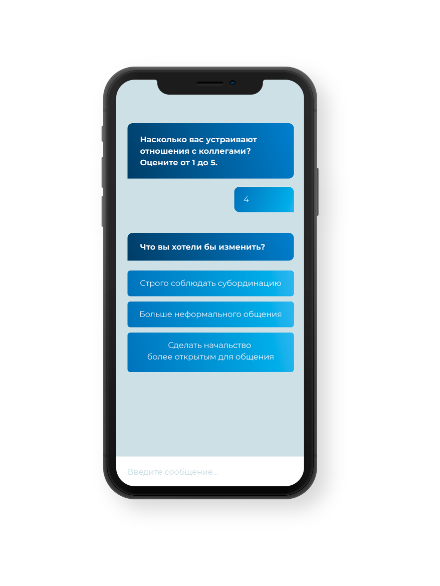 Насколько вас устраивают
отношения с коллегами?
Оцените от 1 до 5.
4
Что вы хотели бы изменить?
Строго соблюдать субординацию
Больше неформального общения
Сделать начальство
более открытым для общения
Введите сообщение...